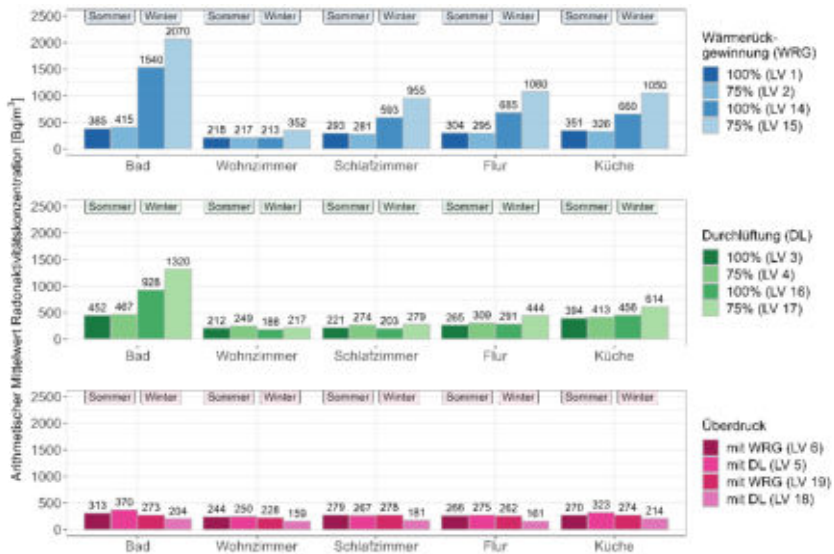 Arithmetischer Mittelwert Radonaktivitätskonzentration [Bq/m³]
Sommer Winter Sommer Winter Sommer Winter Sommer Winter Sommer Winter
2500
2000
1500
1000
500
0
385 415 1540 2070
218 217 213 352
293 281 593 955
304 295 685 1080
351 326 660 1050
Bad Wohnzimmer Schlafzimmer Flur Küche
Wärmerück-
gewinnung (WRG)
100% (LV 1)
75% (LV 2)
100% (LV 14)
75% (LV 15)
Sommer Winter Sommer Winter Sommer Winter Sommer Winter Sommer Winter
2500
2000
1500
1000
500
0
452 467 928 1320
212 249 186 217
221 274 203 279
265 309 291 444
394 413 456 614
Bad Wohnzimmer Schlafzimmer Flur Küche
Durchlüftung (DL)
100% (LV 3)
75% (LV 4)
100% (LV 16)
75% (LV 17)
Sommer Winter Sommer Winter Sommer Winter Sommer Winter Sommer Winter
2500
2000
1500
1000
500
0
313 370 273 204
244 250 228 159
279 267 278 181
266 275 262 161
270 323 274 214
Bad Wohnzimmer Schlafzimmer Flur Küche
Überdruck
mit WRG (LV 6)
mit DL (LV 5)
mit WRG (LV 19)
mit DL (LV 18)